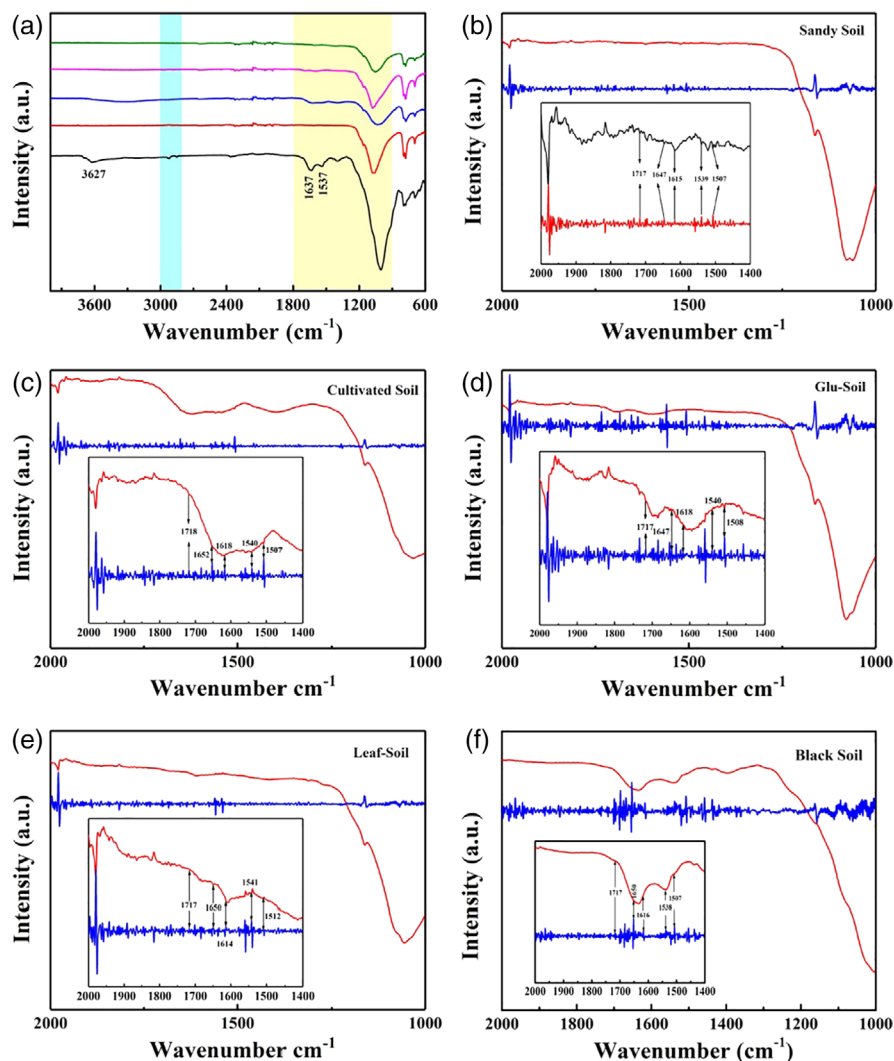 (a)
Intensity (a.u.)
3627
1637
1537
3600 3000 2400 1800 1200 600
Wavenumber (cm-1)
(b)
Sandy Soil
Intensity (a.u.)
1717 1647 1615 1539 1507
2000 1900 1800 1700 1600 1500 1400
2000 1500 1000
Wavenumber cm-1
(c)
Cultivated Soil
Intensity (a.u.)
1718 1652 1618 1540 1507
2000 1900 1800 1700 1600 1500 1400
2000 1500 1000
Wavenumber cm-1
(d)
Glu-Soil
Intensity (a.u.)
1717 1647 1618 1540 1508
2000 1900 1800 1700 1600 1500 1400
2000 1500 1000
Wavenumber cm-1
(e)
Leaf-Soil
Intensity (a.u.)
1717 1650 1614 1541 1512
2000 1900 1800 1700 1600 1500 1400
2000 1500 1000
Wavenumber cm-1
(f)
Black Soil
Intensity (a.u.)
1717 1650 1616 1538 1507
2000 1900 1800 1700 1600 1500 1400
2000 1800 1600 1400 1200 1000
Wavenumber cm-1